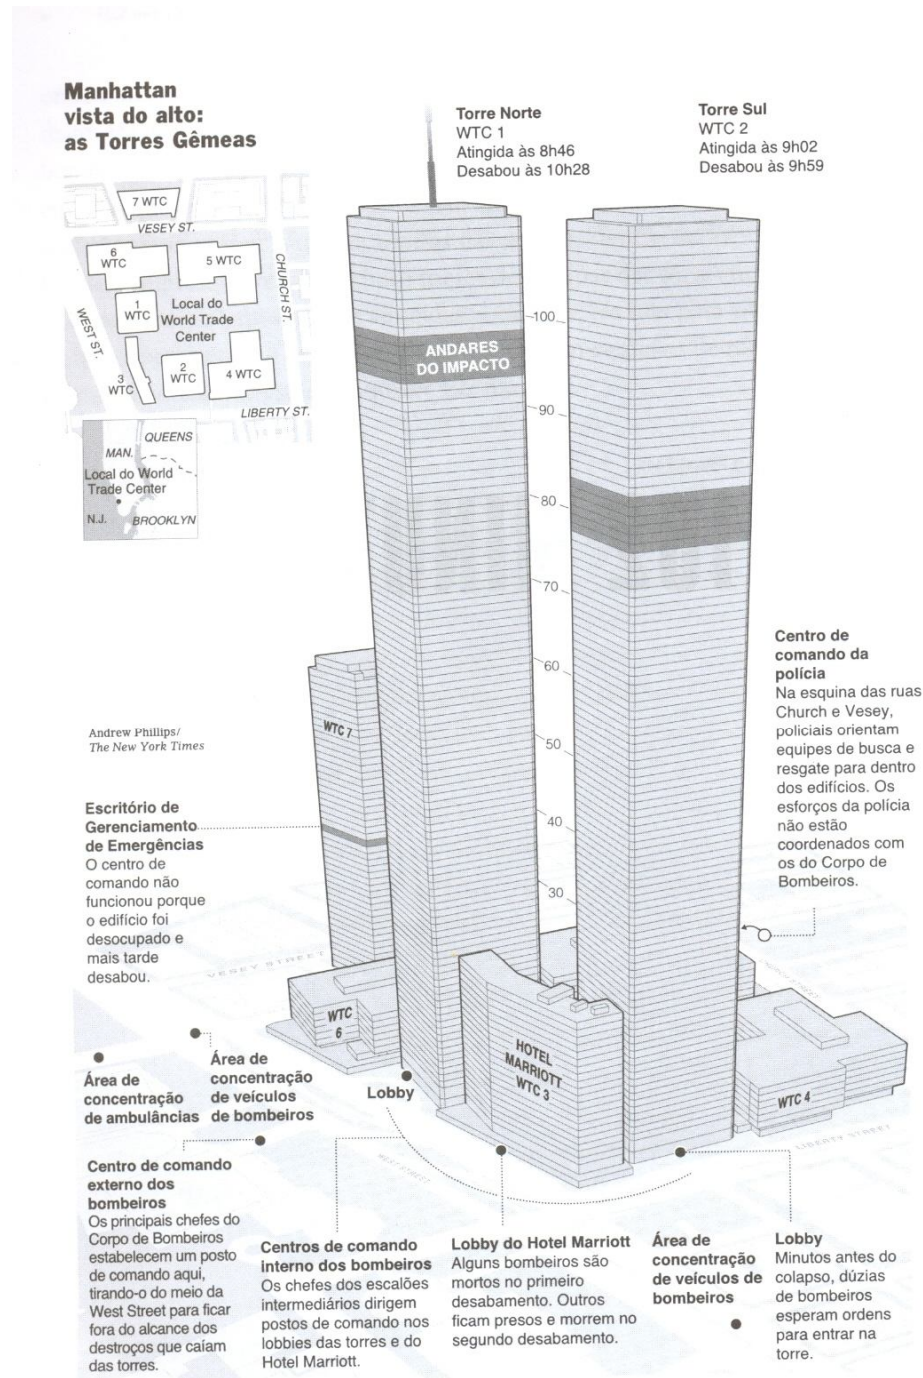 Manhattan
vista do alto:
as Torres Gêmeas
Torre Norte
WTC 1
Atingida às 8h46
Desabou às 10h28
Torre Sul
WTC 2
Atingida às 9h02
Desabou às 9h59
7 WTC
VESEY ST.
6
WTC
5 WTC
CHURCH ST.
1
WTC
Local do
World Trade
Center
WEST ST.
3
WTC
2
WTC
4 WTC
LIBERTY ST.
QUEENS
MAN.
Local do World
Trade Center
N.J.
BROOKLYN
ANDARES
DO IMPACTO
100
90
80
70
60
50
40
30
WTC 7
Andrew Phillips/
The New York Times
Escritório de
Gerenciamento
de Emergências
O centro de
comando não
funcionou porque
o edifício foi
desocupado e
mais tarde
desabou.
Centro de
comando da
polícia
Na esquina das ruas
Church e Vesey,
policiais orientam
equipes de busca e
resgate para dentro
dos edifícios. Os
esforços da polícia
não estão
coordenados com
os do Corpo de
Bombeiros.
VESEY STREET
WTC
6
HOTEL
MARRIOTT
WTC 3
WTC 4
LIBERTY STREET
WEST STREET
Área de
concentração
de ambulâncias
Área de
concentração
de veículos
de bombeiros
Lobby
Centro de comando
externo dos
bombeiros
Os principais chefes do
Corpo de Bombeiros
estabelecem um posto
de comando aqui,
tirando-o do meio da
West Street para ficar
fora do alcance dos
destroços que caíam
das torres.
Centros de comando
interno dos bombeiros
Os chefes dos escalões
intermediários dirigem
postos de comando nos
lobbies das torres e do
Hotel Marriott.
Lobby do Hotel Marriott
Alguns bombeiros são
mortos no primeiro
desabamento. Outros
ficam presos e morrem no
segundo desabamento.
Área de
concentração
de veículos de
bombeiros
Lobby
Minutos antes do
colapso, dúzias
de bombeiros
esperam ordens
para entrar na
torre.